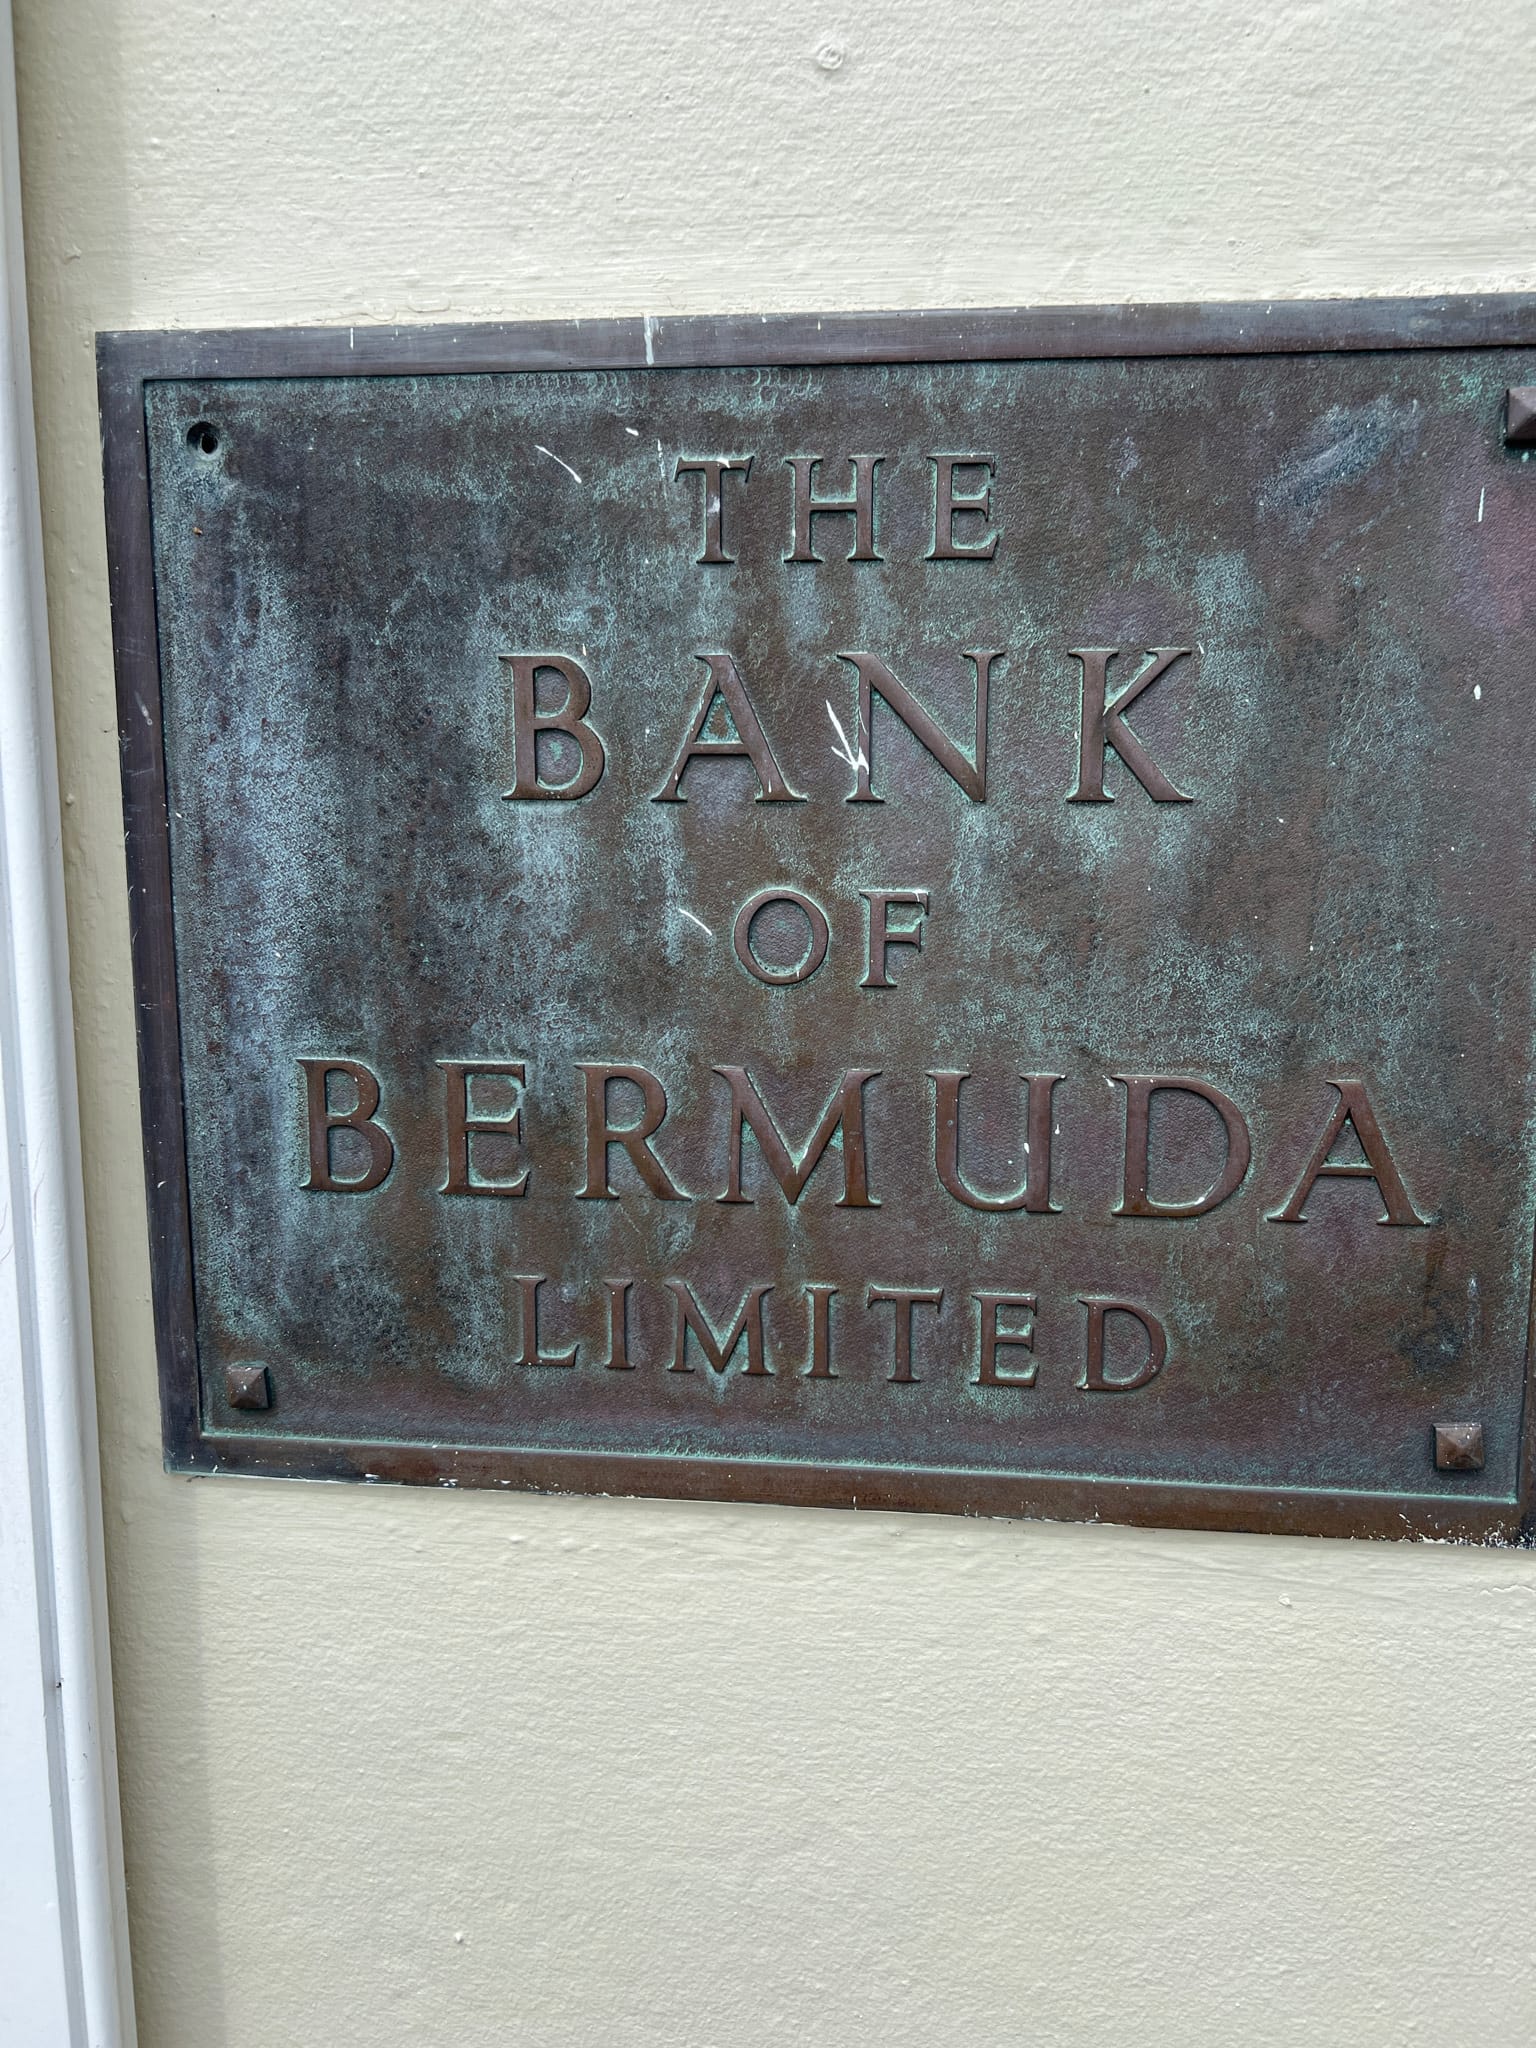 THE
BANK
OF
BERMUDA
LIMITED